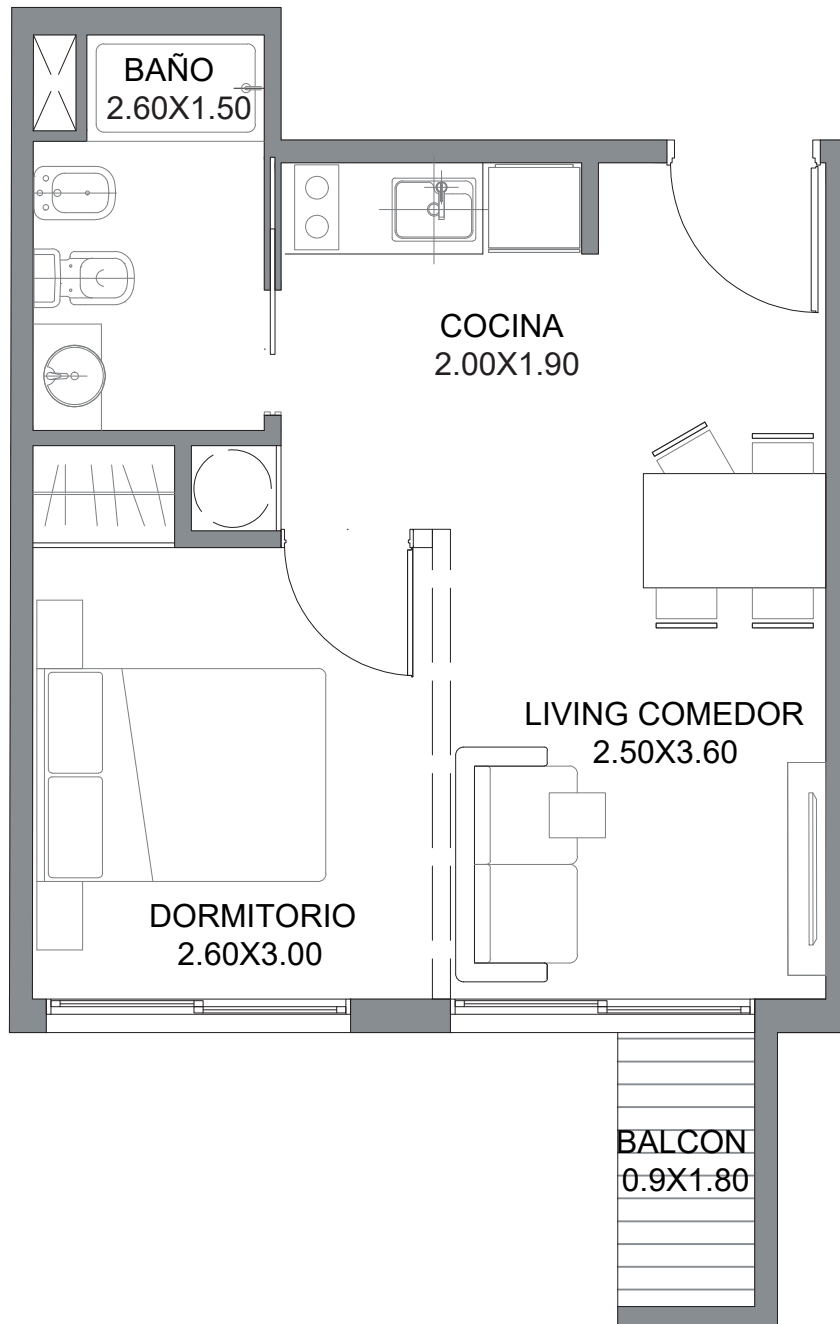 BAÑO
2.60X1.50
COCINA
2.00X1.90
LIVING COMEDOR
2.50X3.60
DORMITORIO
2.60X3.00
BALCON
0.9X1.80